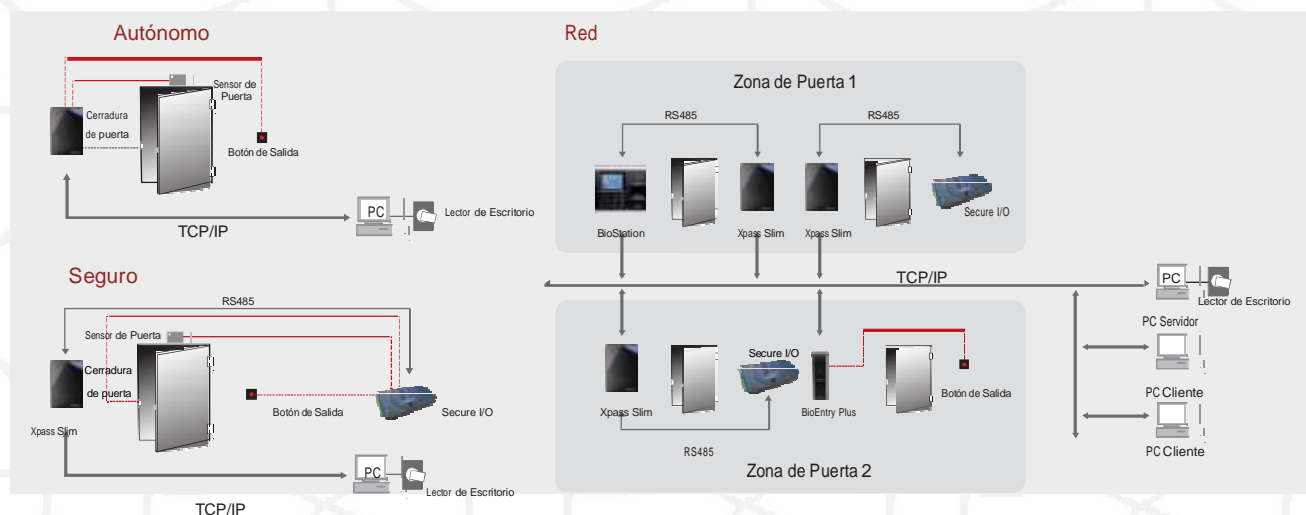 Autónomo
Sensor de
Puerta
Cerradura
de puerta
Botón de Salida
PC
Lector de Escritorio
TCP/IP
Seguro
RS485
Sensor de Puerta
Cerradura
de puerta
Botón de Salida
Secure I/O
Xpass Slim
PC
Lector de Escritorio
TCP/IP
Red
Zona de Puerta 1
RS485
RS485
Secure I/O
BioStation
Xpass Slim
Xpass Slim
TCP/IP
PC
Lector de Escritorio
PC Servidor
PC Cliente
PC Cliente
Secure I/O
Xpass Slim
BioEntry Plus
Botón de Salida
RS485
Zona de Puerta 2